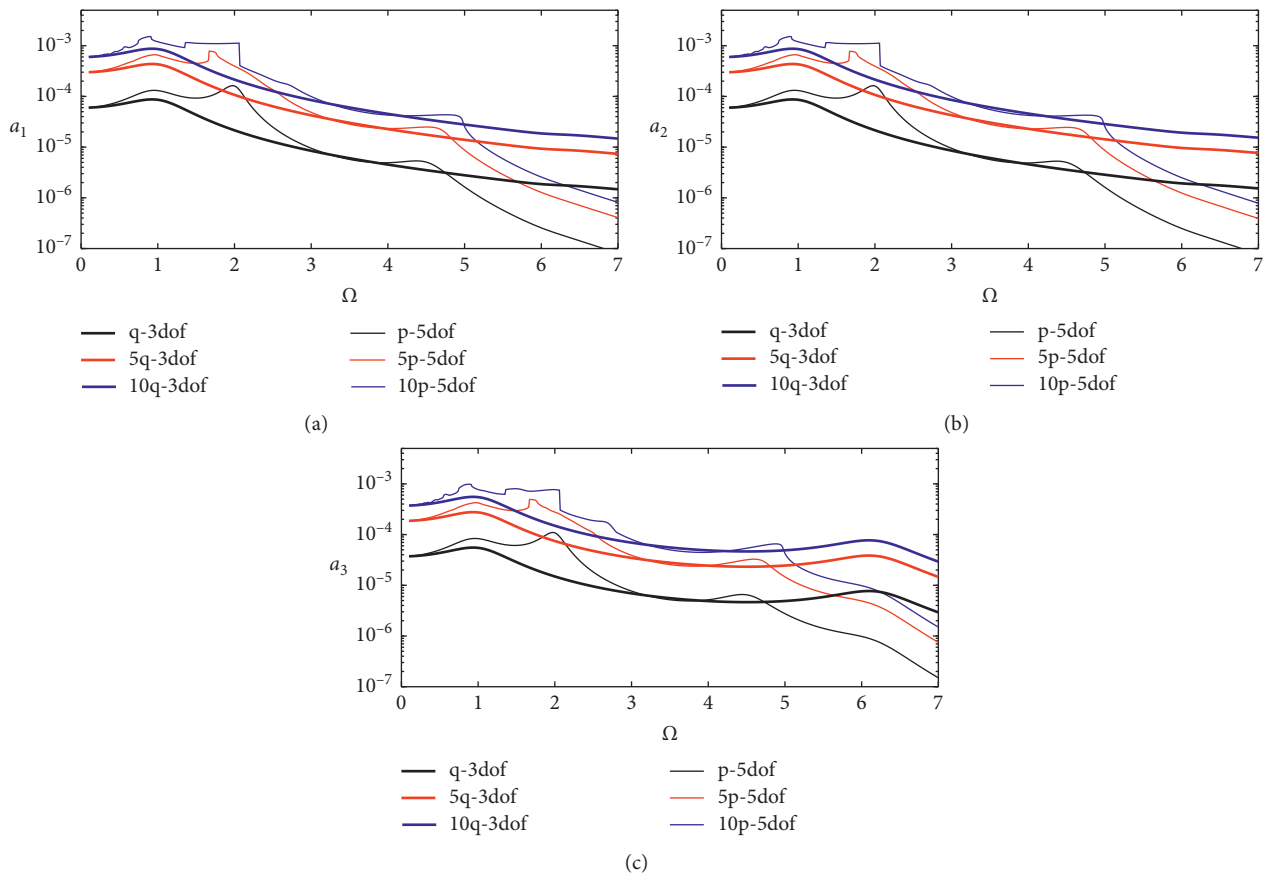 10⁻³
10⁻⁴
a₁
10⁻⁵
10⁻⁶
10⁻⁷
0 1 2 3 4 5 6 7
Ω
q-3dof p-5dof
5q-3dof 5p-5dof
10q-3dof 10p-5dof
(a)
10⁻³
10⁻⁴
a₂
10⁻⁵
10⁻⁶
10⁻⁷
0 1 2 3 4 5 6 7
Ω
q-3dof p-5dof
5q-3dof 5p-5dof
10q-3dof 10p-5dof
(b)
10⁻³
10⁻⁴
a₃
10⁻⁵
10⁻⁶
10⁻⁷
0 1 2 3 4 5 6 7
Ω
q-3dof p-5dof
5q-3dof 5p-5dof
10q-3dof 10p-5dof
(c)